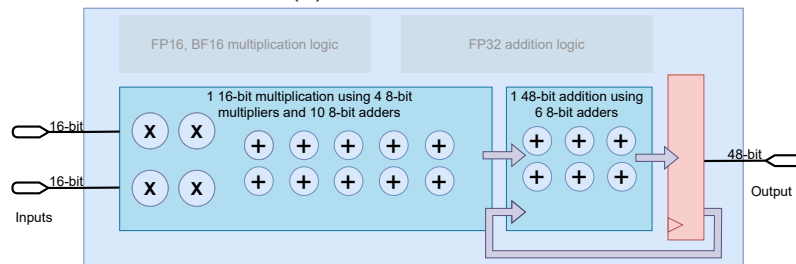 FP16, BF16 multiplication logic
FP32 addition logic
1 16-bit multiplication using 4 8-bit
multipliers and 10 8-bit adders
1 48-bit addition using
6 8-bit adders
16-bit
X X
+ + + + +
+ + +
48-bit
16-bit
X X
+ + + + +
+ + +
Inputs
Output